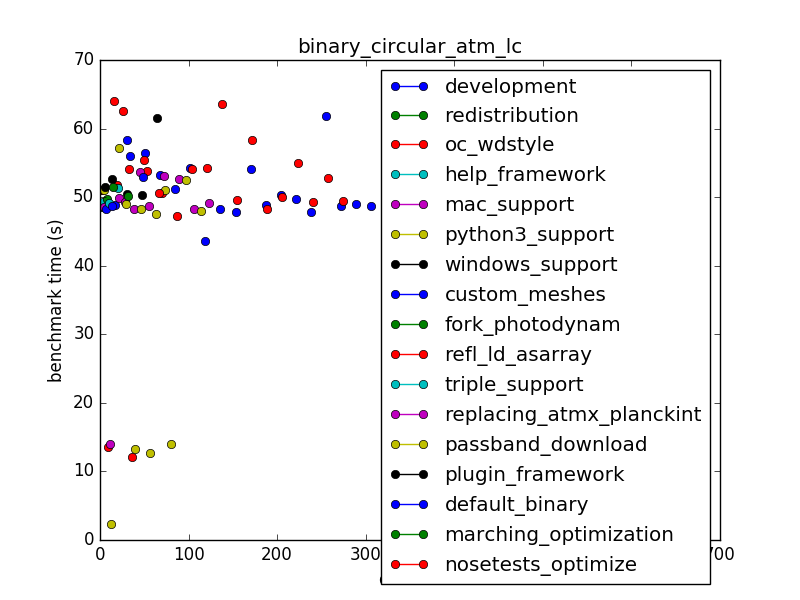 binary_circular_atm_lc
benchmark time (s)
70
60
50
40
30
20
10
0
0 100 200 300 700
development
redistribution
oc_wdstyle
help_framework
mac_support
python3_support
windows_support
custom_meshes
fork_photodynam
refl_ld_asarray
triple_support
replacing_atmx_planckint
passband_download
plugin_framework
default_binary
marching_optimization
nosetests_optimize